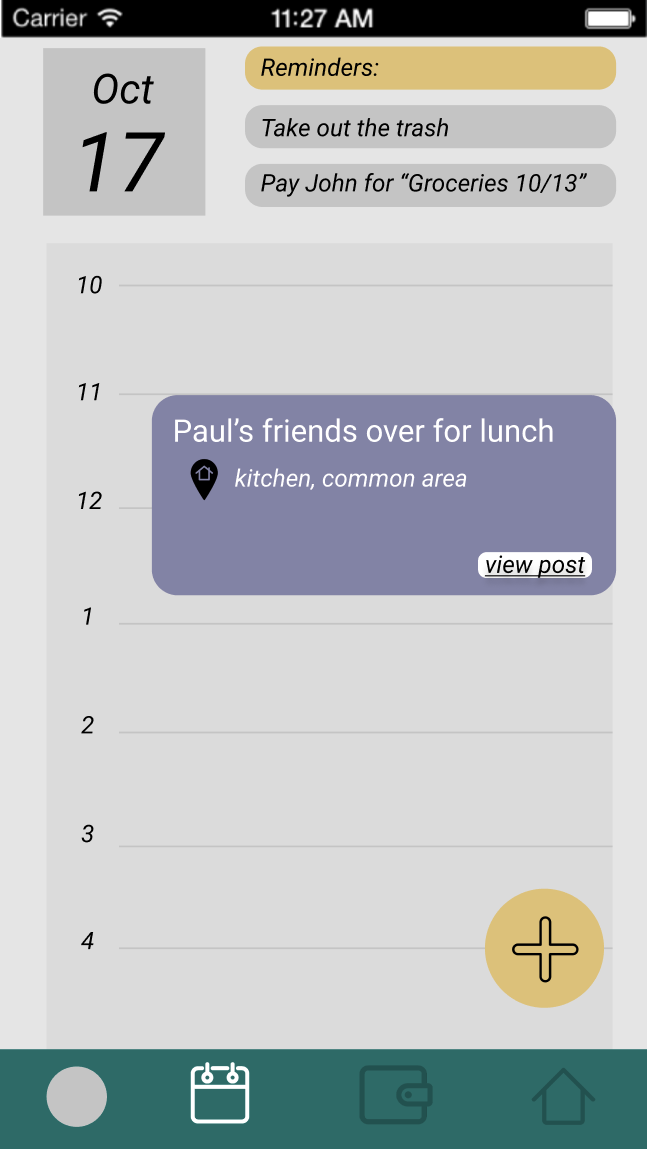 Carrier 11:27 AM
Oct
17
Reminders:
Take out the trash
Pay John for “Groceries 10/13”
10
11
Paul’s friends over for lunch
kitchen, common area
12
view post
1
2
3
4